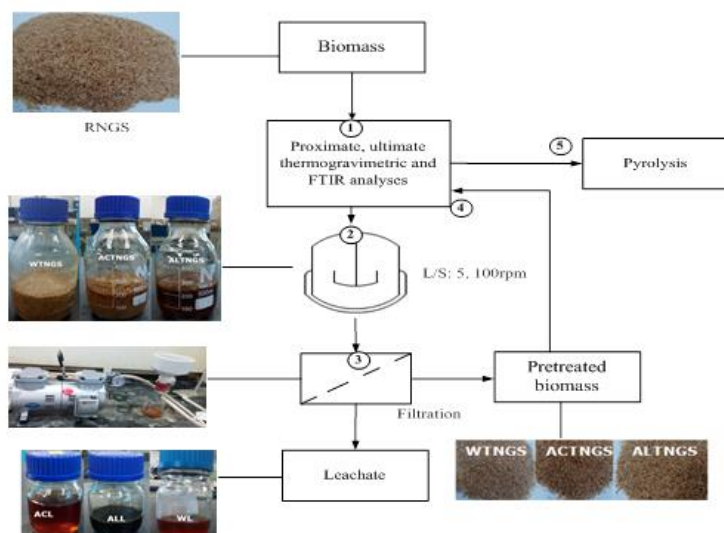 Biomass
RNGS
1
Proximate, ultimate
thermogravimetric and
FTIR analyses
5
Pyrolysis
4
2
WTNGS
ACTNGS
ALTNGS
L/S: 5, 100rpm
3
Filtration
Pretreated
biomass
Leachate
WTNGS ACTNGS ALTNGS
ACL
ALL
WL